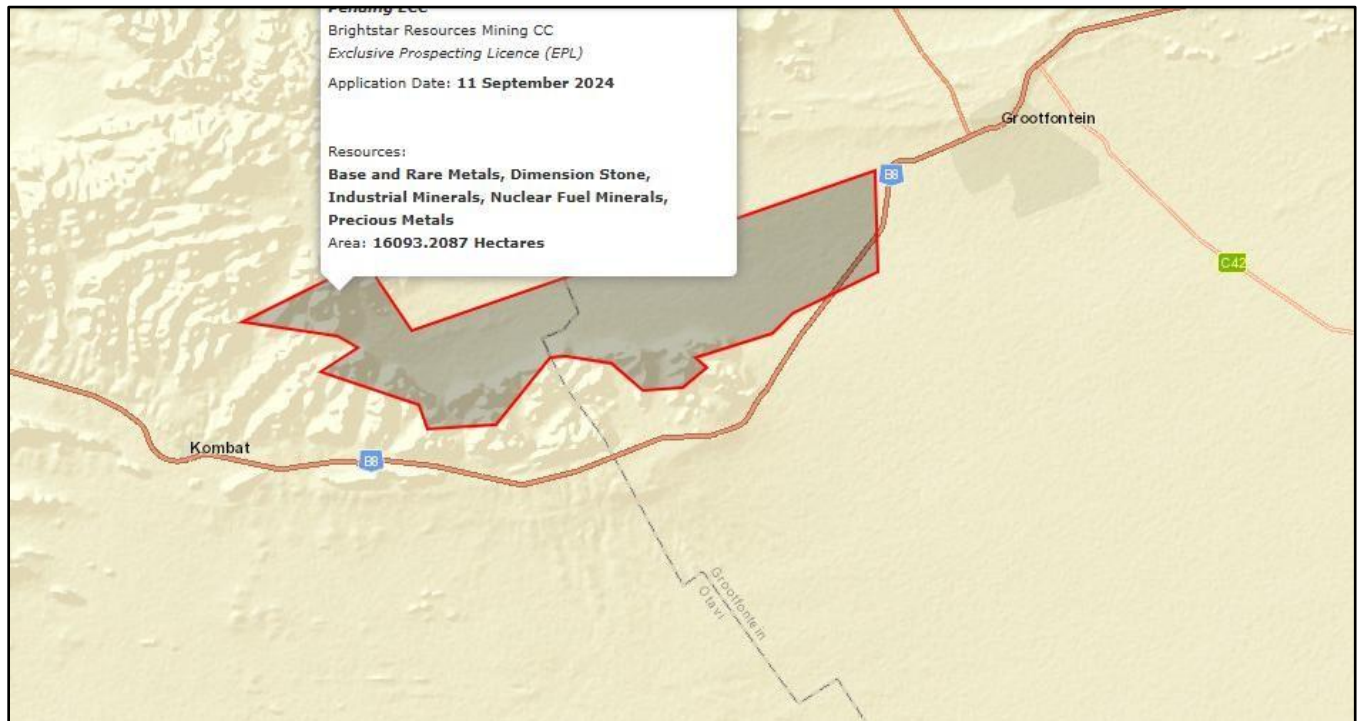 Pending ECC
Brightstar Resources Mining CC
Exclusive Prospecting Licence (EPL)
Application Date: 11 September 2024
Resources:
Base and Rare Metals, Dimension Stone,
Industrial Minerals, Nuclear Fuel Minerals,
Precious Metals
Area: 16093.2087 Hectares
Grootfontein
B8
C42
Kombat
B8
Grootfontein
Otavi